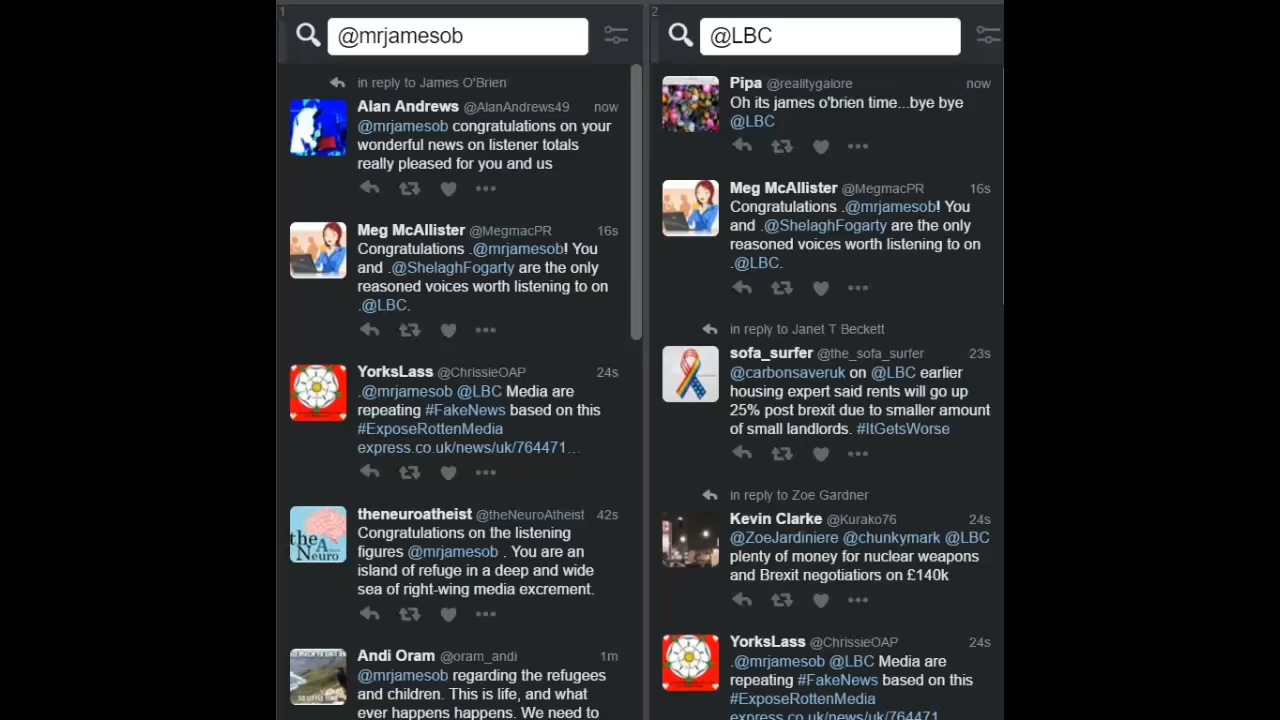 1
@mrjamesob
in reply to James O'Brien
Alan Andrews @AlanAndrews49 now
@mrjamesob congratulations on your
wonderful news on listener totals
really pleased for you and us
Meg McAllister @MegmacPR 16s
Congratulations .@mrjamesob! You
and .@ShelaghFogarty are the only
reasoned voices worth listening to on
.@LBC.
YorksLass @ChrissieOAP 24s
.@mrjamesob @LBC Media are
repeating #FakeNews based on this
#ExposeRottenMedia
express.co.uk/news/uk/764471…
the
A
Neuro
theneuroatheist @theNeuroAtheist 42s
Congratulations on the listening
figures @mrjamesob . You are an
island of refuge in a deep and wide
sea of right-wing media excrement.
Andi Oram @oram_andi 1m
@mrjamesob regarding the refugees
and children. This is life, and what
ever happens happens. We need to
2
@LBC
Pipa @realitygalore now
Oh its james o'brien time...bye bye
@LBC
Meg McAllister @MegmacPR 16s
Congratulations .@mrjamesob! You
and .@ShelaghFogarty are the only
reasoned voices worth listening to on
.@LBC.
in reply to Janet T Beckett
sofa_surfer @the_sofa_surfer 23s
@carbonsaveruk on @LBC earlier
housing expert said rents will go up
25% post brexit due to smaller amount
of small landlords. #ItGetsWorse
in reply to Zoe Gardner
Kevin Clarke @Kurako76 24s
@ZoeJardiniere @chunkymark @LBC
plenty of money for nuclear weapons
and Brexit negotiatiors on £140k
YorksLass @ChrissieOAP 24s
.@mrjamesob @LBC Media are
repeating #FakeNews based on this
#ExposeRottenMedia
express.co.uk/news/uk/764471